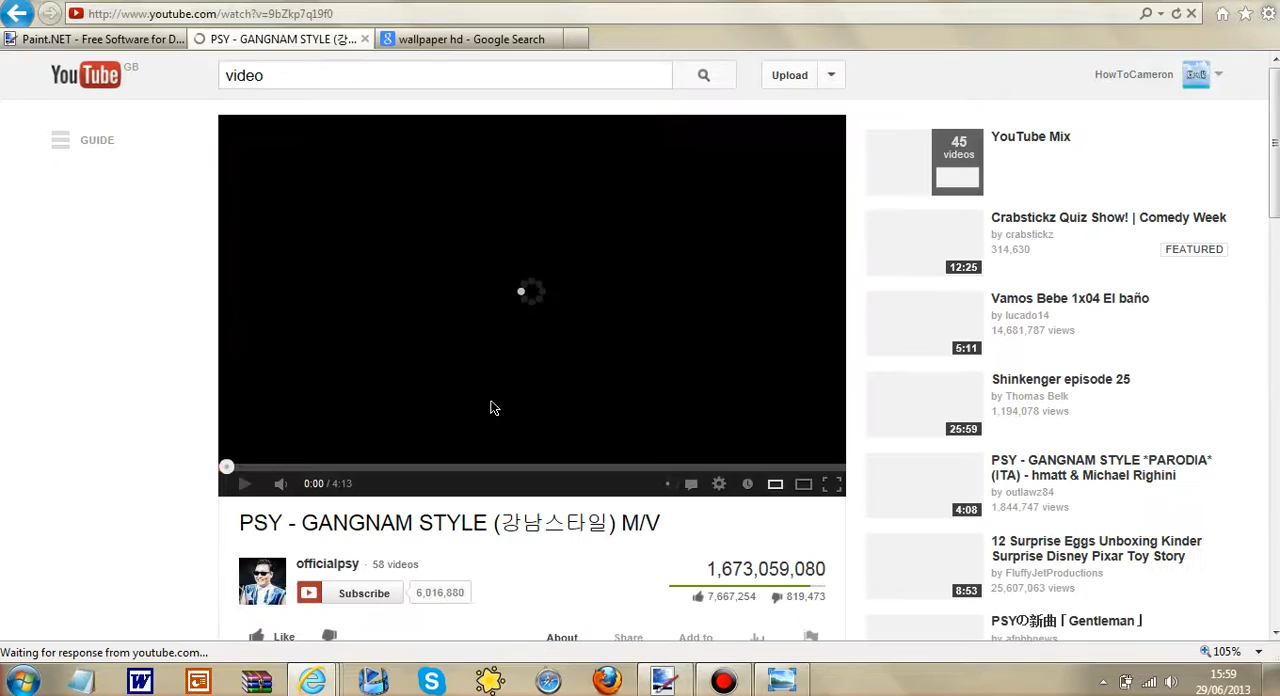 http://www.youtube.com/watch?v=9bZkp7q19f0
Paint.NET - Free Software for D...
PSY - GANGNAM STYLE (강...
wallpaper hd - Google Search
YouTube GB
video
Upload
HowToCameron
GUIDE
45
videos
YouTube Mix
Crabstickz Quiz Show! | Comedy Week
by crabstickz
314,630
FEATURED
12:25
Vamos Bebe 1x04 El baño
by lucado14
14,681,787 views
5:11
Shinkenger episode 25
by Thomas Belk
1,194,078 views
25:59
PSY - GANGNAM STYLE *PARODIA*
(ITA) - hmatt & Michael Righini
by outlawz84
1,844,747 views
4:08
12 Surprise Eggs Unboxing Kinder
Surprise Disney Pixar Toy Story
by FluffyJetProductions
25,607,063 views
8:53
PSYの新曲「Gentleman」
by afpbbnews
0:00 / 4:13
PSY - GANGNAM STYLE (강남스타일) M/V
officialpsy · 58 videos
Subscribe
6,016,880
1,673,059,080
7,667,254
819,473
Like
About
Share
Add to
Waiting for response from youtube.com...
105%
15:59
29/06/2013